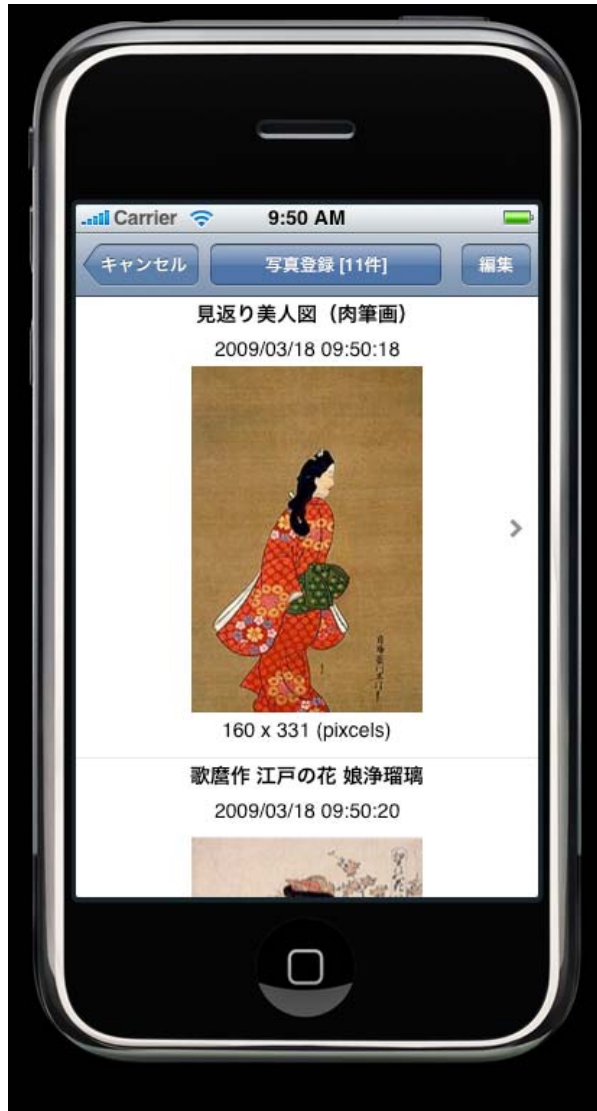 Carrier 9:50 AM
キャンセル 写真登録 [11件] 編集
見返り美人図（肉筆画）
2009/03/18 09:50:18
160 x 331 (pixcels)
歌麿作 江戸の花 娘浄瑠璃
2009/03/18 09:50:20